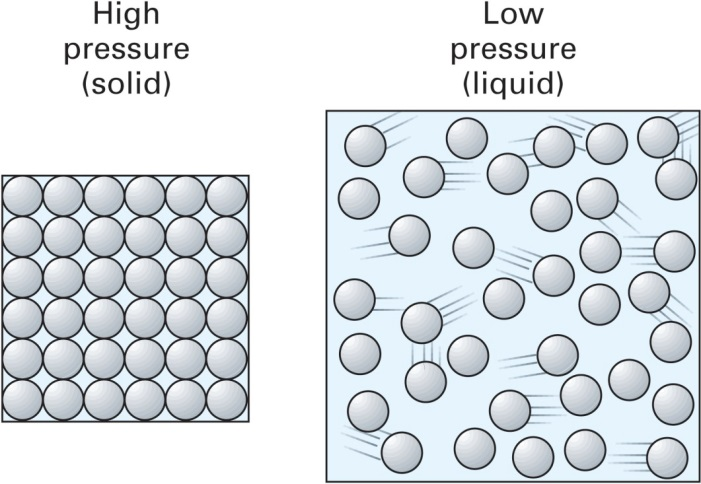 High
pressure
(solid)
Low
pressure
(liquid)